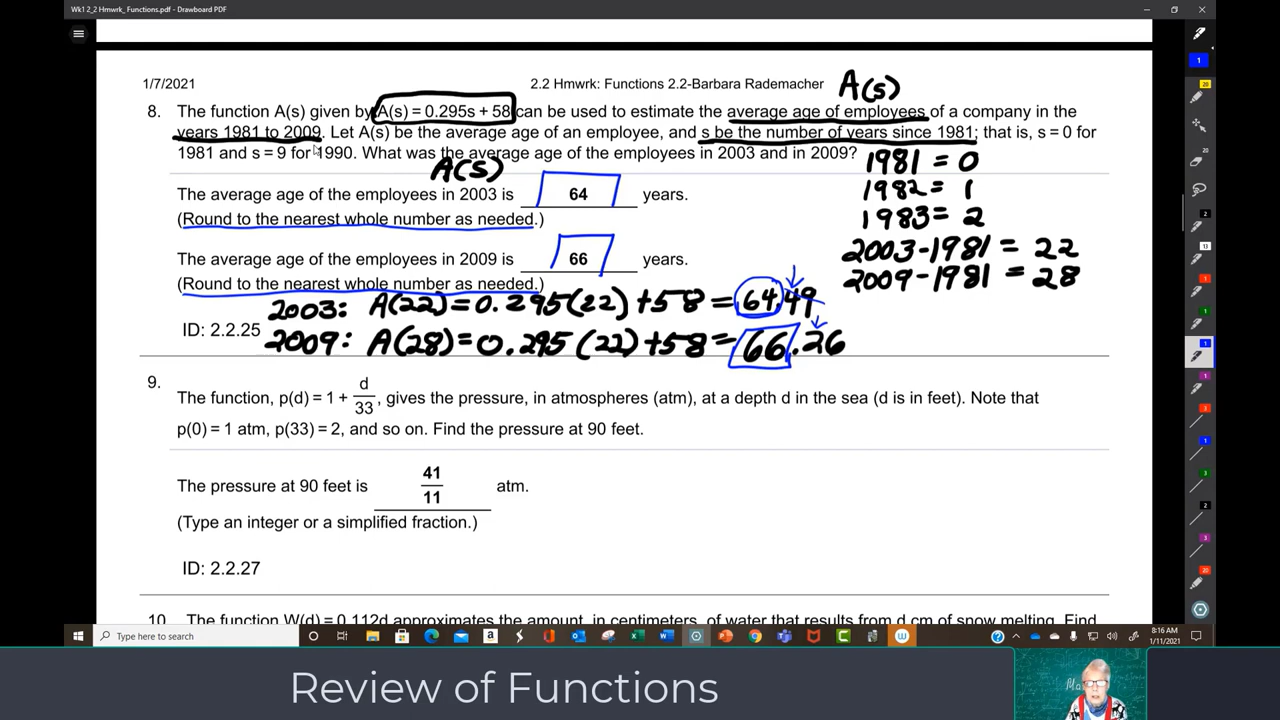 Wk1 2_2 Hmwrk_ Functions.pdf - Drawboard PDF
1/7/2021
2.2 Hmwrk: Functions 2.2-Barbara Rademacher
A(s)
8. The function A(s) given by A(s) = 0.295s + 58 can be used to estimate the average age of employees of a company in the
years 1981 to 2009. Let A(s) be the average age of an employee, and s be the number of years since 1981; that is, s = 0 for
1981 and s = 9 for 1990. What was the average age of the employees in 2003 and in 2009?
A(s)
1981 = 0
1982 = 1
1983 = 2
2003-1981 = 22
2009-1981 = 28
The average age of the employees in 2003 is 64 years.
(Round to the nearest whole number as needed.)
The average age of the employees in 2009 is 66 years.
(Round to the nearest whole number as needed.)
2003: A(22)=0.295(22)+58=64.49
ID: 2.2.25
2009: A(28)=0.295(22)+58=66.26
9.
The function, p(d) = 1 + d/33, gives the pressure, in atmospheres (atm), at a depth d in the sea (d is in feet). Note that
p(0) = 1 atm, p(33) = 2, and so on. Find the pressure at 90 feet.
The pressure at 90 feet is 41/11 atm.
(Type an integer or a simplified fraction.)
ID: 2.2.27
10. The function W(d) = 0.112d approximates the amount, in centimeters, of water that results from d cm of snow melting. Find
Type here to search
8:16 AM
1/11/2021
Review of Functions